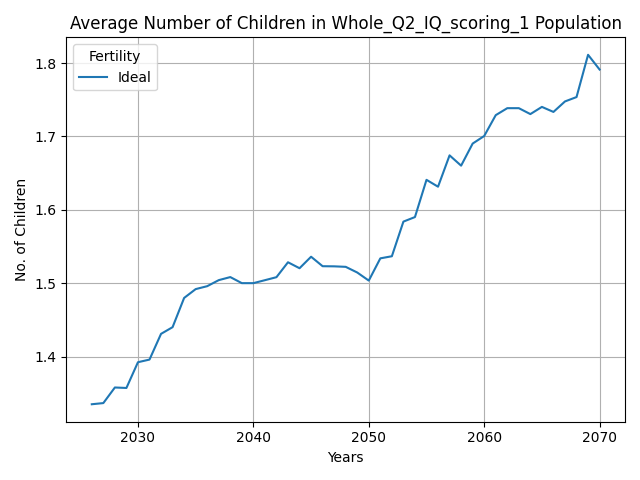 Average Number of Children in Whole_Q2_IQ_scoring_1 Population
Fertility
Ideal
No. of Children
1.8
1.7
1.6
1.5
1.4
2030 2040 2050 2060 2070
Years